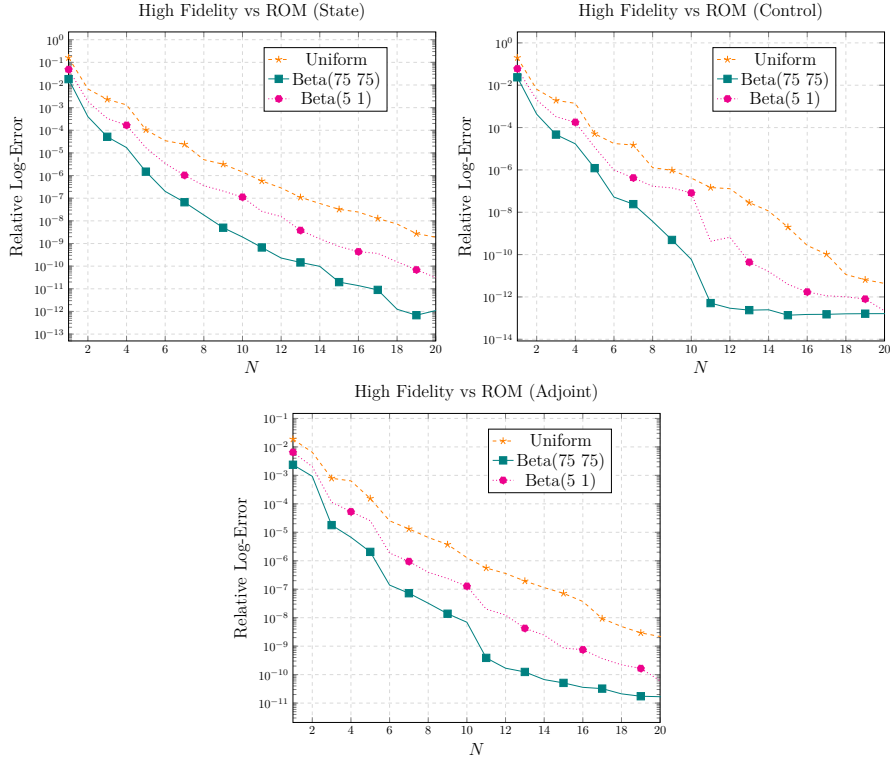 High Fidelity vs ROM (State)
10^0
10^−1
10^−2
10^−3
10^−4
10^−5
10^−6
10^−7
10^−8
10^−9
10^−10
10^−11
10^−12
10^−13
Relative Log-Error
Uniform
Beta(75 75)
Beta(5 1)
2 4 6 8 10 12 14 16 18 20
N
High Fidelity vs ROM (Control)
10^0
10^−2
10^−4
10^−6
10^−8
10^−10
10^−12
10^−14
Relative Log-Error
Uniform
Beta(75 75)
Beta(5 1)
2 4 6 8 10 12 14 16 18 20
N
High Fidelity vs ROM (Adjoint)
10^−1
10^−2
10^−3
10^−4
10^−5
10^−6
10^−7
10^−8
10^−9
10^−10
10^−11
Relative Log-Error
Uniform
Beta(75 75)
Beta(5 1)
2 4 6 8 10 12 14 16 18 20
N